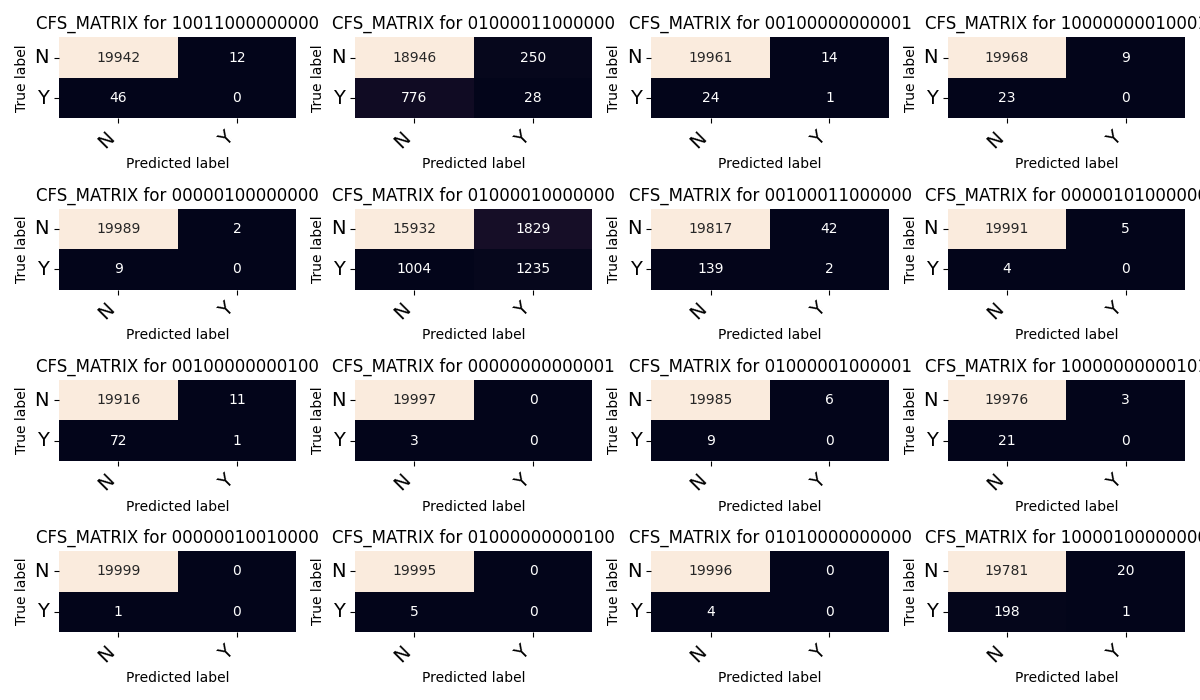 CFS_MATRIX for 10011000000000
True label
N 19942 12
Y 46 0
N Y
Predicted label
CFS_MATRIX for 01000011000000
True label
N 18946 250
Y 776 28
N Y
Predicted label
CFS_MATRIX for 00100000000001
True label
N 19961 14
Y 24 1
N Y
Predicted label
CFS_MATRIX for 1000000001000
True label
N 19968 9
Y 23 0
N Y
Predicted label
CFS_MATRIX for 00000100000000
True label
N 19989 2
Y 9 0
N Y
Predicted label
CFS_MATRIX for 01000010000000
True label
N 15932 1829
Y 1004 1235
N Y
Predicted label
CFS_MATRIX for 00100011000000
True label
N 19817 42
Y 139 2
N Y
Predicted label
CFS_MATRIX for 0000010100000
True label
N 19991 5
Y 4 0
N Y
Predicted label
CFS_MATRIX for 00100000000100
True label
N 19916 11
Y 72 1
N Y
Predicted label
CFS_MATRIX for 00000000000001
True label
N 19997 0
Y 3 0
N Y
Predicted label
CFS_MATRIX for 01000001000001
True label
N 19985 6
Y 9 0
N Y
Predicted label
CFS_MATRIX for 1000000000010
True label
N 19976 3
Y 21 0
N Y
Predicted label
CFS_MATRIX for 00000010010000
True label
N 19999 0
Y 1 0
N Y
Predicted label
CFS_MATRIX for 01000000000100
True label
N 19995 0
Y 5 0
N Y
Predicted label
CFS_MATRIX for 01010000000000
True label
N 19996 0
Y 4 0
N Y
Predicted label
CFS_MATRIX for 1000010000000
True label
N 19781 20
Y 198 1
N Y
Predicted label